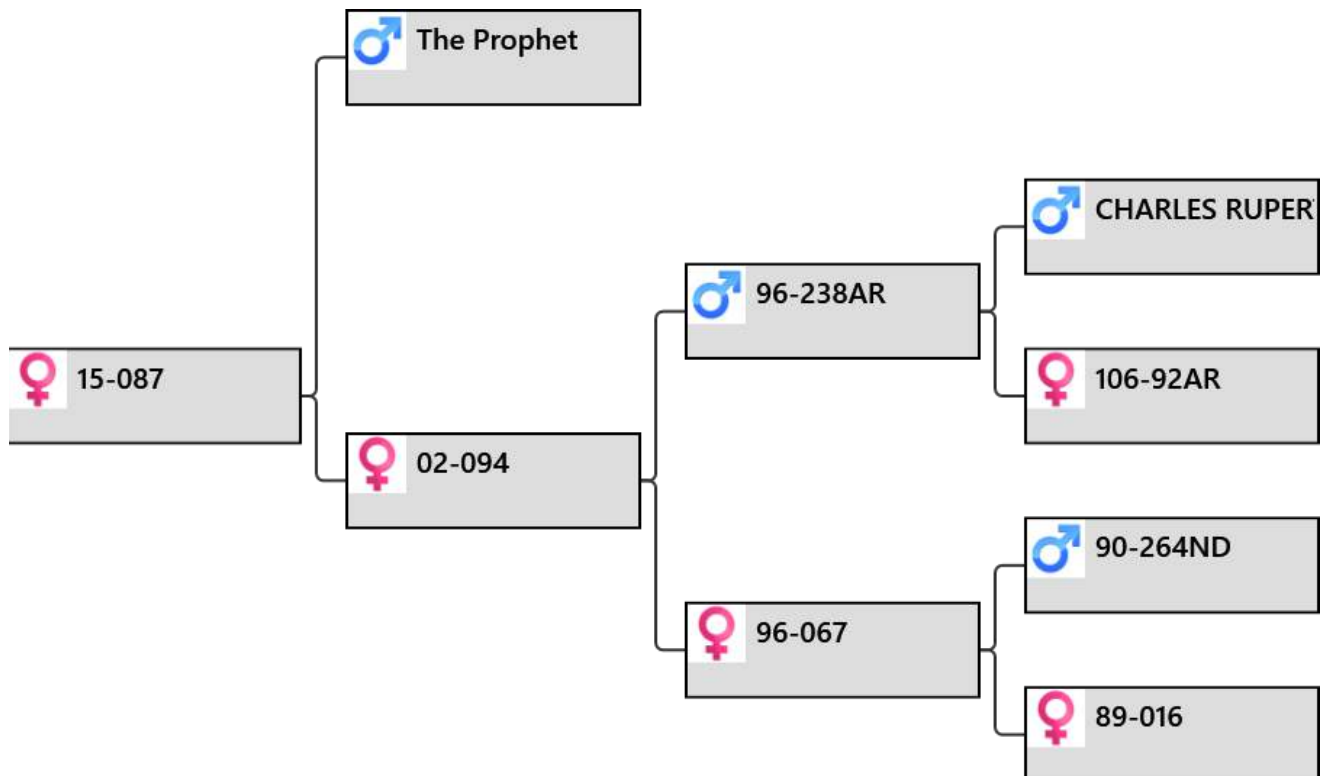 The Prophet
CHARLES RUPER
96-238AR
15-087
106-92AR
02-094
90-264ND
96-067
89-016